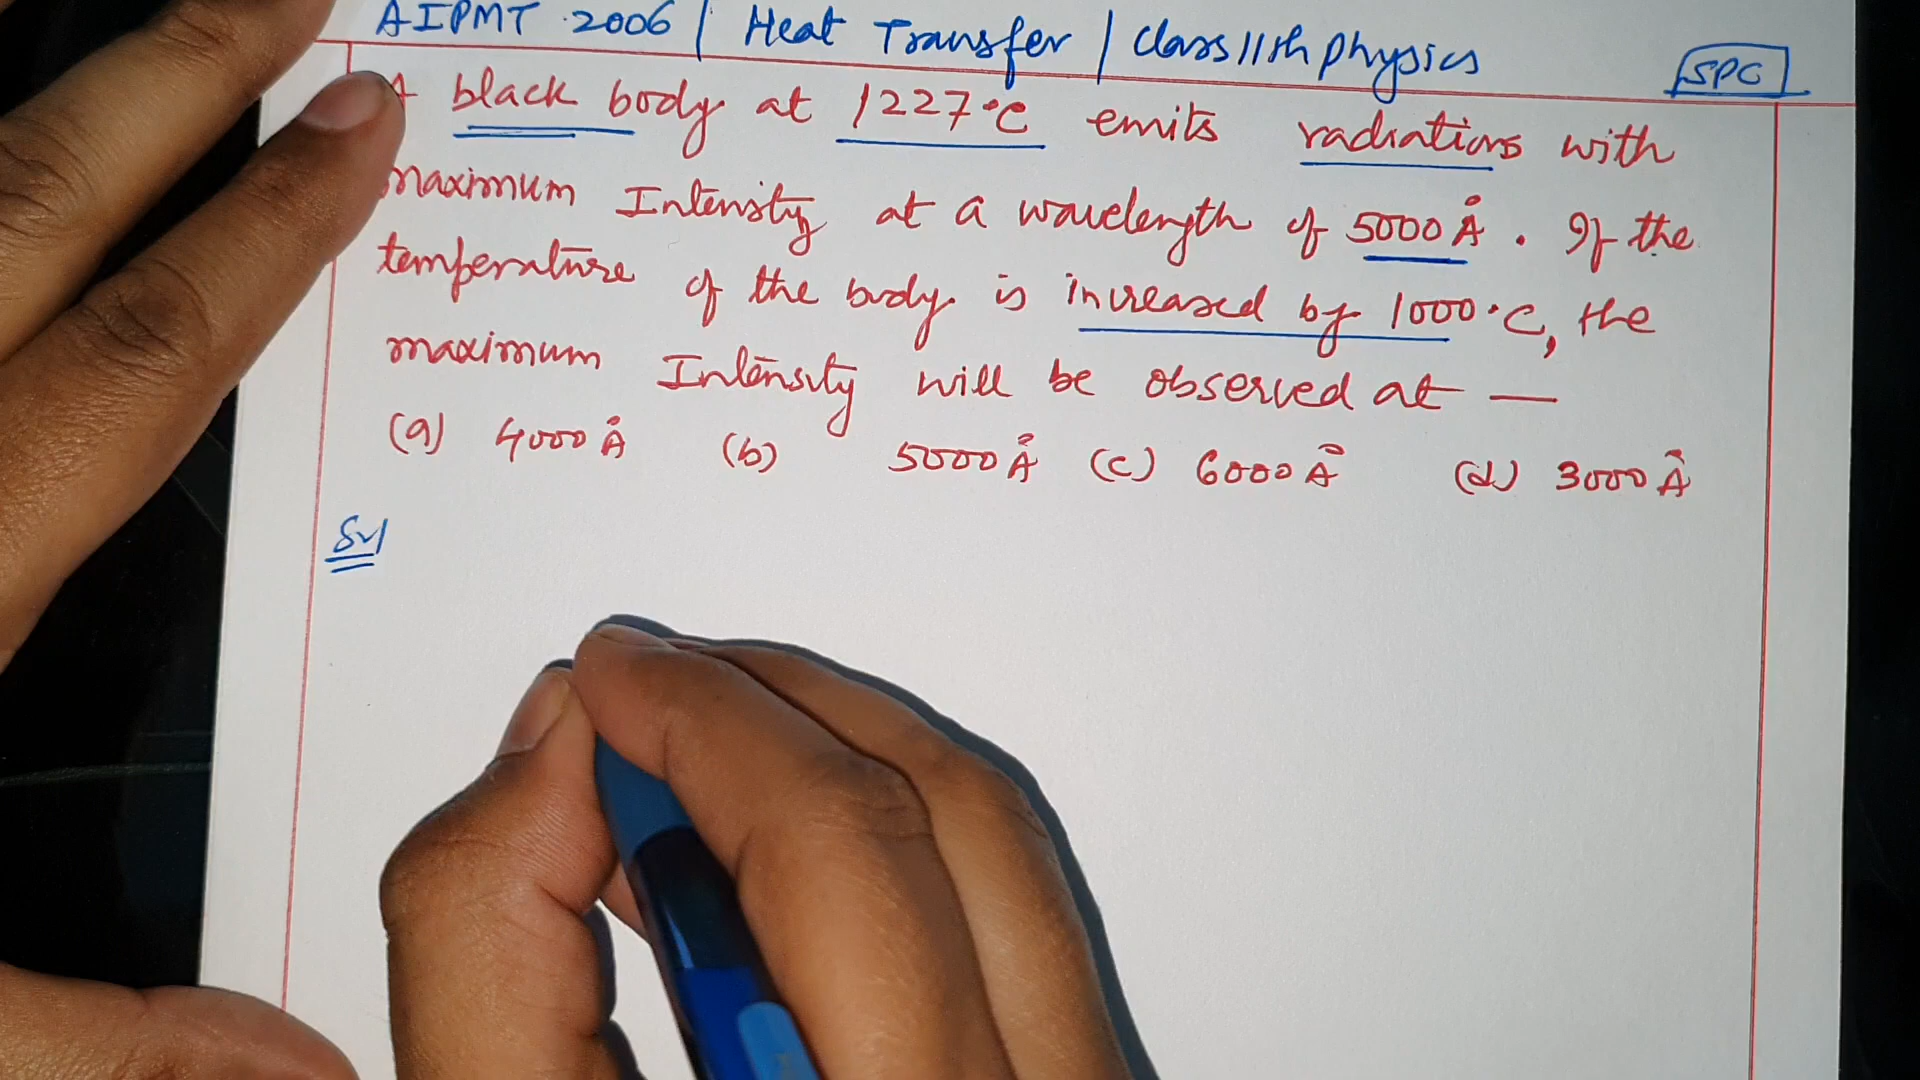 AIPMT 2006 | Heat Transfer | Class 11th physics
SPC
A black body at 1227°C emits radiations with
maximum Intensity at a wavelength of 5000 Å. If the
temperature of the body is increased by 1000°C, the
maximum Intensity will be observed at —
(a) 4000 Å (b) 5000 Å (c) 6000 Å (d) 3000 Å
Sol